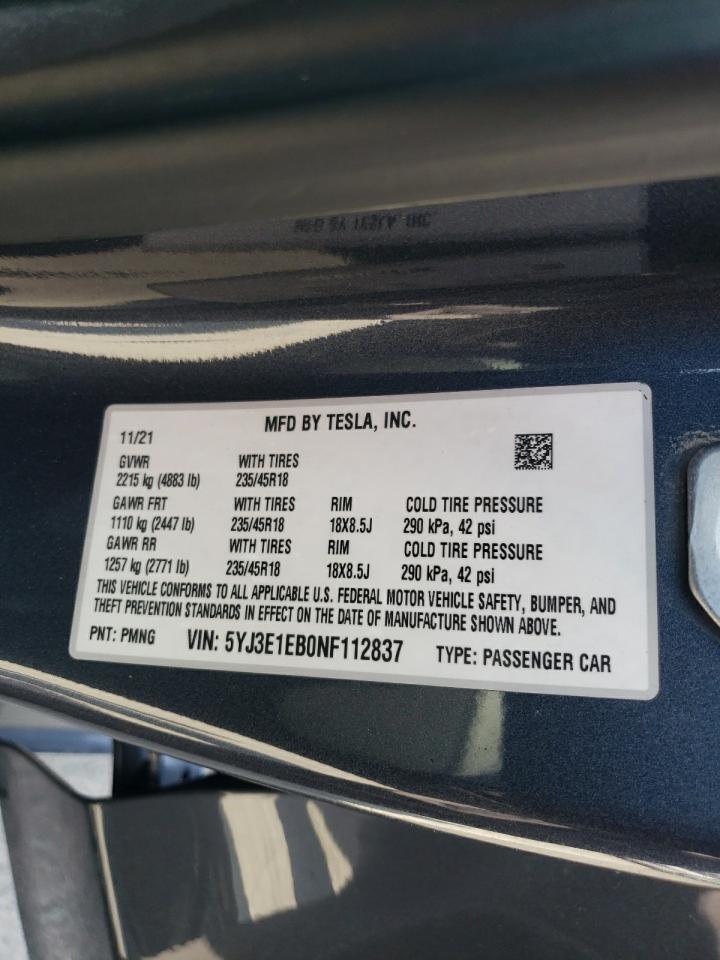 MFD BY TESLA, INC.
11/21
GVWR WITH TIRES
2215 kg (4883 lb) 235/45R18
GAWR FRT WITH TIRES RIM COLD TIRE PRESSURE
1110 kg (2447 lb) 235/45R18 18X8.5J 290 kPa, 42 psi
GAWR RR WITH TIRES RIM COLD TIRE PRESSURE
1257 kg (2771 lb) 235/45R18 18X8.5J 290 kPa, 42 psi
THIS VEHICLE CONFORMS TO ALL APPLICABLE U.S. FEDERAL MOTOR VEHICLE SAFETY, BUMPER, AND
THEFT PREVENTION STANDARDS IN EFFECT ON THE DATE OF MANUFACTURE SHOWN ABOVE.
PNT: PMNG VIN: 5YJ3E1EB0NF112837 TYPE: PASSENGER CAR